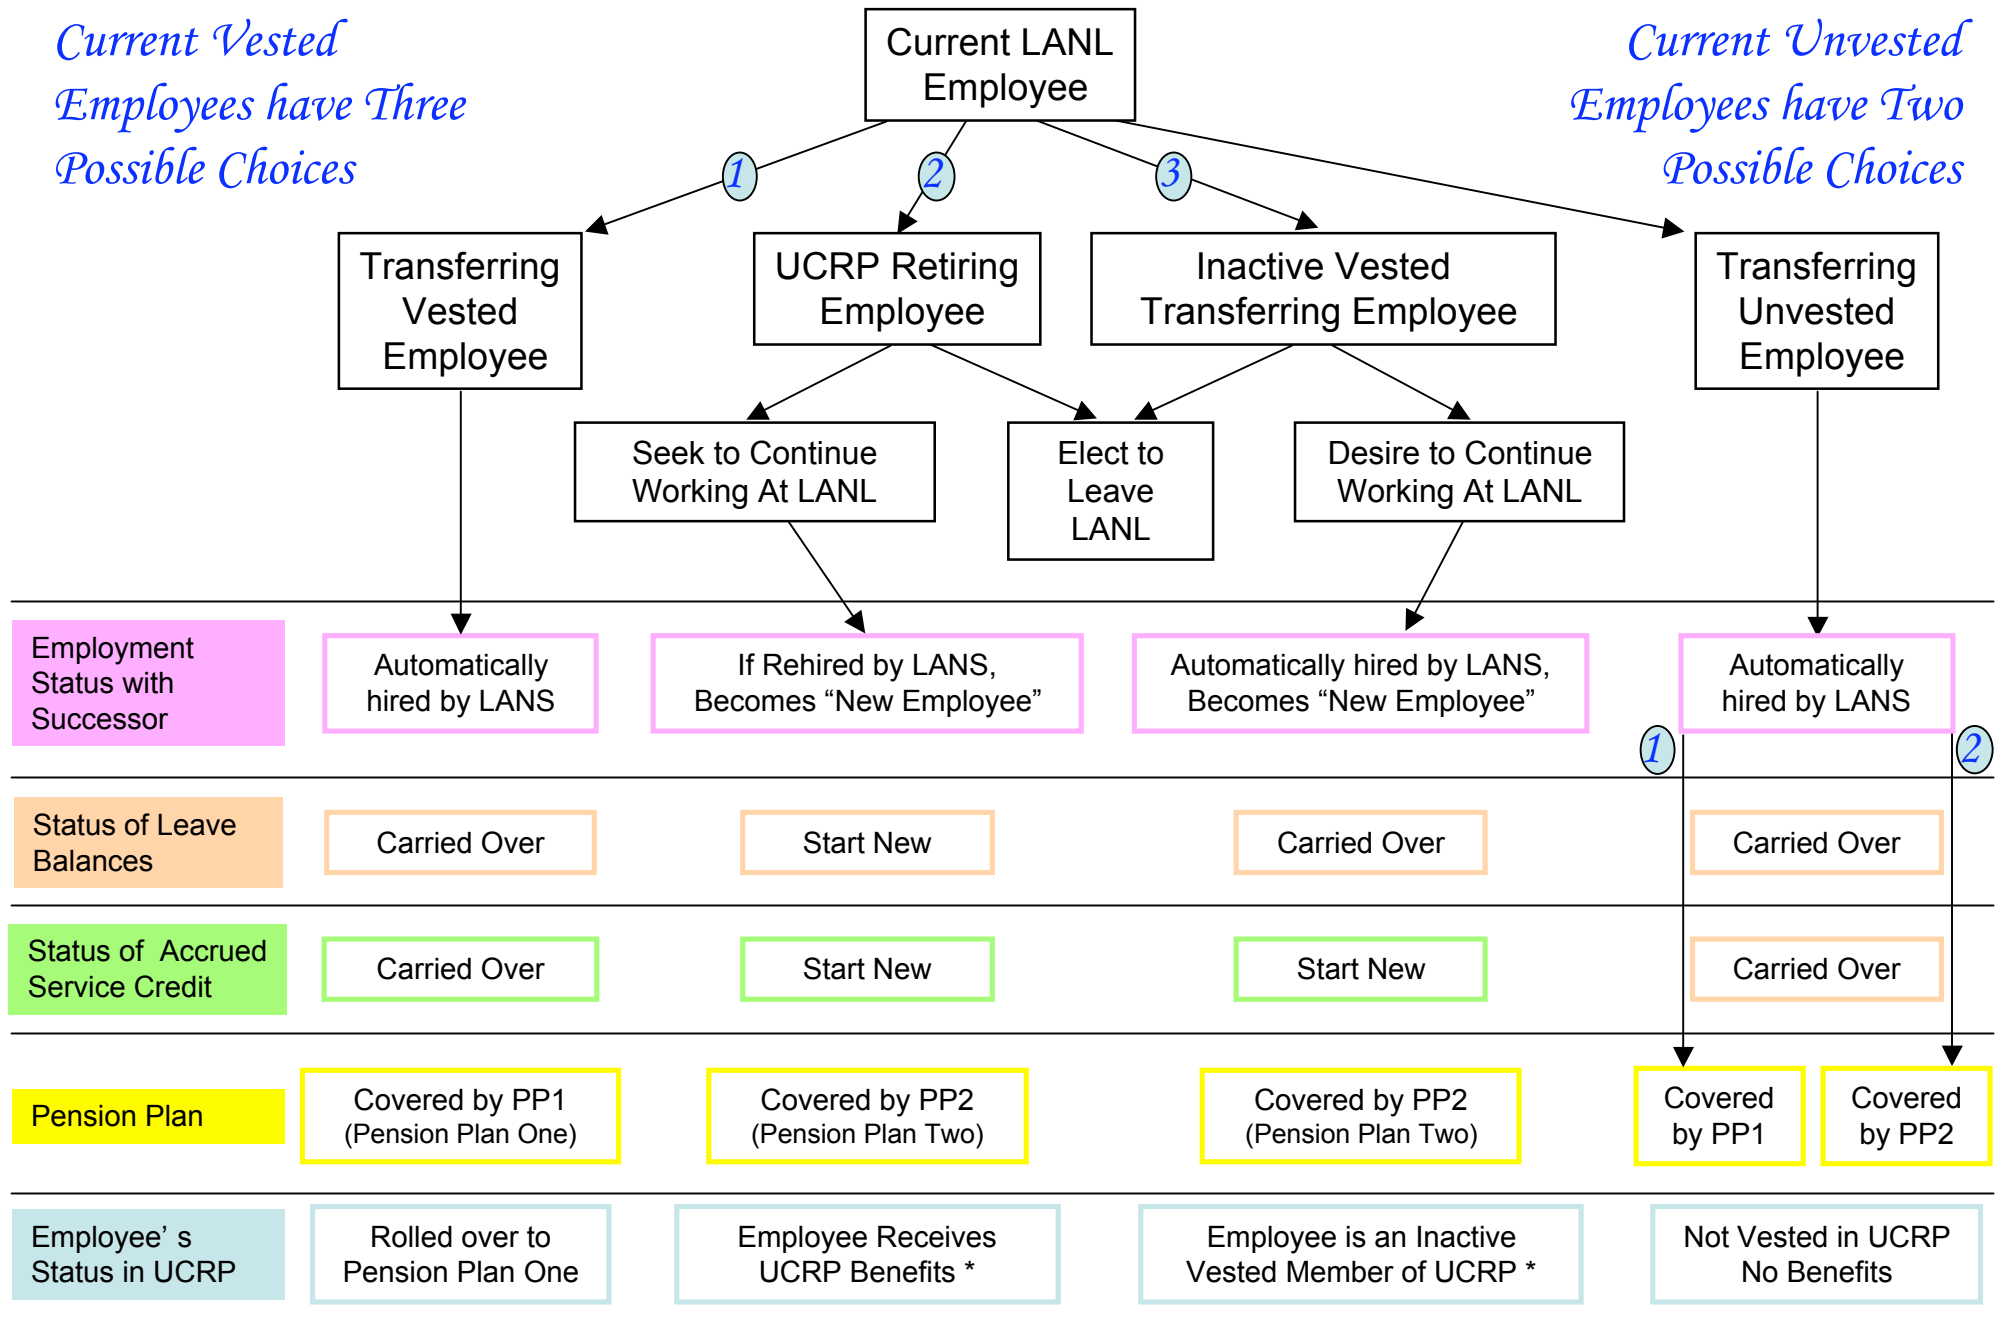 Current Vested
Employees have Three
Possible Choices
Current LANL
Employee
Current Unvested
Employees have Two
Possible Choices
1
2
3
Transferring
Vested
Employee
UCRP Retiring
Employee
Inactive Vested
Transferring Employee
Transferring
Unvested
Employee
Seek to Continue
Working At LANL
Elect to
Leave
LANL
Desire to Continue
Working At LANL
Employment
Status with
Successor
Automatically
hired by LANS
If Rehired by LANS,
Becomes “New Employee”
Automatically hired by LANS,
Becomes “New Employee”
Automatically
hired by LANS
1
2
Status of Leave
Balances
Carried Over
Start New
Carried Over
Carried Over
Status of  Accrued
Service Credit
Carried Over
Start New
Start New
Carried Over
Pension Plan
Covered by PP1
(Pension Plan One)
Covered by PP2
(Pension Plan Two)
Covered by PP2
(Pension Plan Two)
Covered
by PP1
Covered
by PP2
Employee’ s
Status in UCRP
Rolled over to
Pension Plan One
Employee Receives
UCRP Benefits *
Employee is an Inactive
Vested Member of UCRP *
Not Vested in UCRP
No Benefits